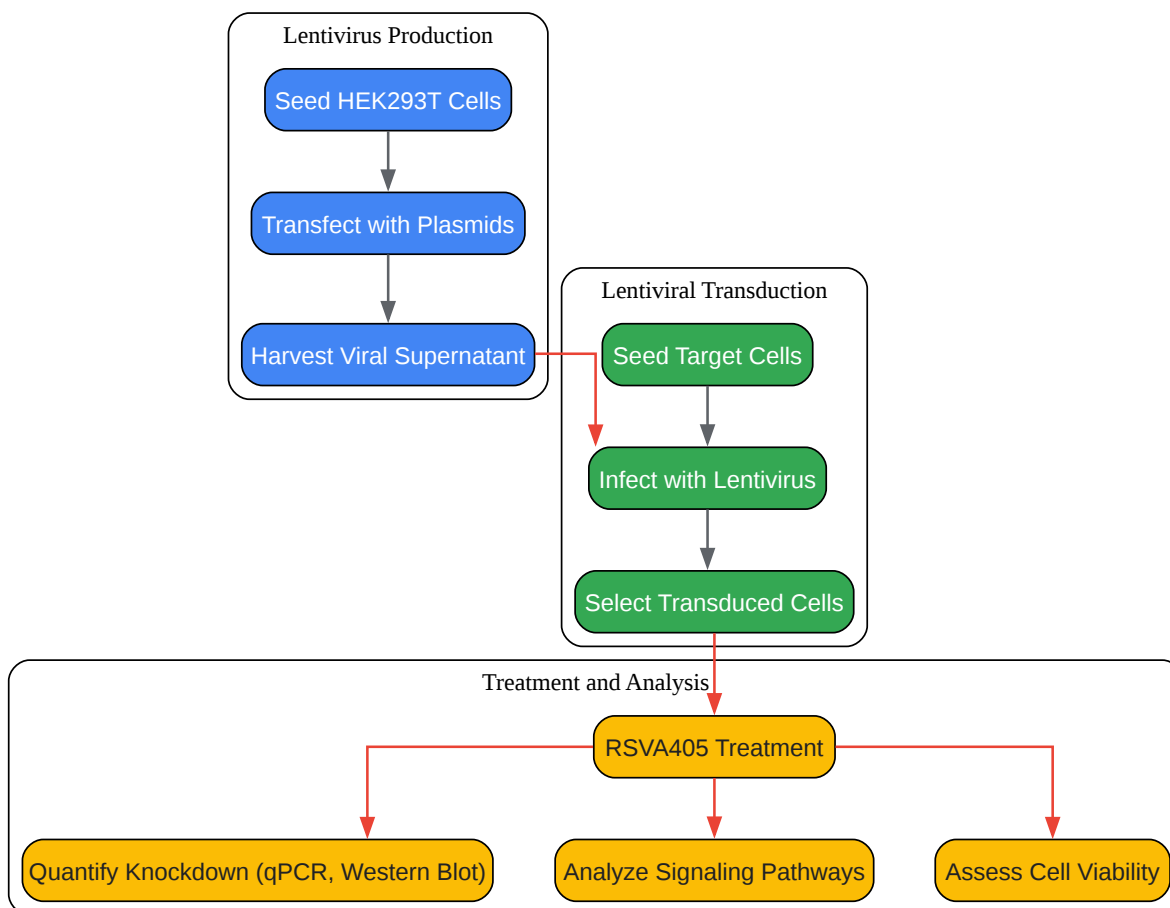 Lentivirus Production
Seed HEK293T Cells
Transfect with Plasmids
Harvest Viral Supernatant
Lentiviral Transduction
Seed Target Cells
Infect with Lentivirus
Select Transduced Cells
Treatment and Analysis
RSVA405 Treatment
Quantify Knockdown (qPCR, Western Blot)
Analyze Signaling Pathways
Assess Cell Viability